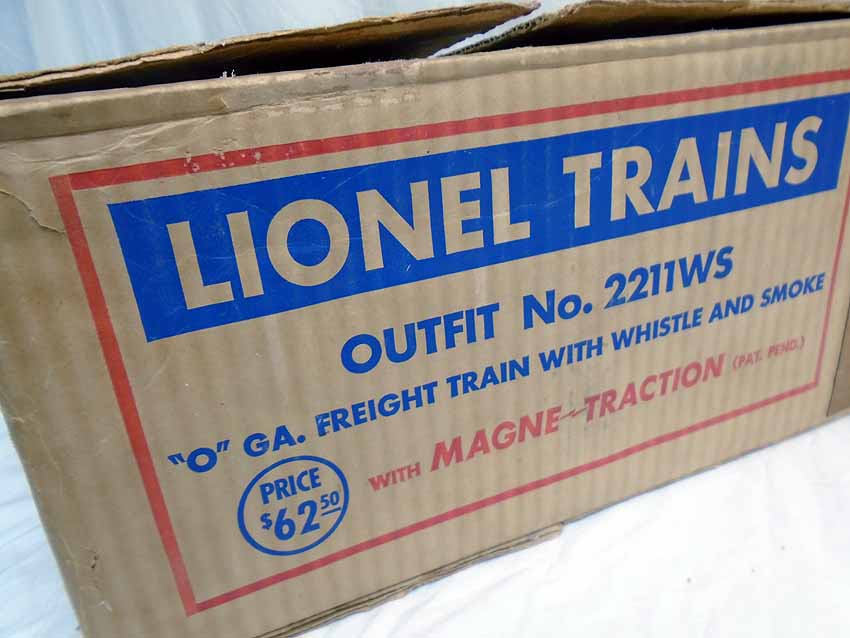 LIONEL TRAINS
OUTFIT No. 2211WS
"O" GA. FREIGHT TRAIN WITH WHISTLE AND SMOKE
WITH MAGNE-TRACTION (PAT. PEND.)
PRICE
$62.50